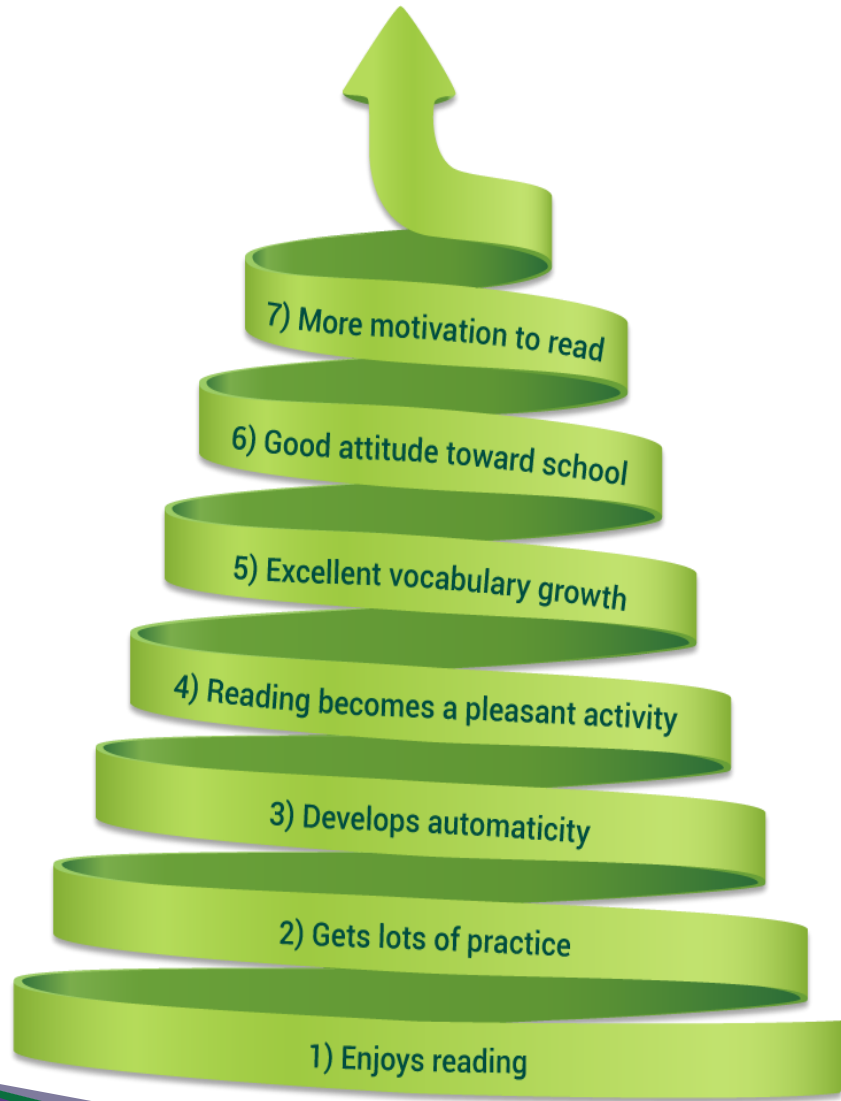 7) More motivation to read
6) Good attitude toward school
5) Excellent vocabulary growth
4) Reading becomes a pleasant activity
3) Develops automaticity
2) Gets lots of practice
1) Enjoys reading